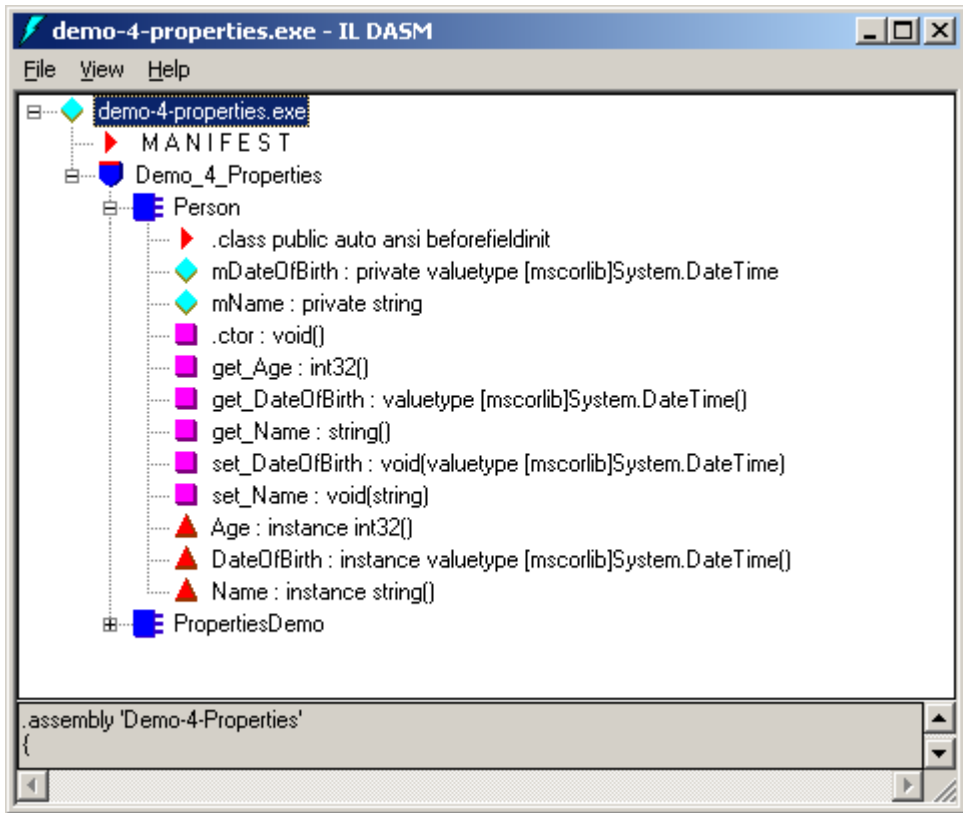 demo-4-properties.exe - IL DASM
File View Help
demo-4-properties.exe
M A N I F E S T
Demo_4_Properties
Person
.class public auto ansi beforefieldinit
mDateOfBirth : private valuetype [mscorlib]System.DateTime
mName : private string
.ctor : void()
get_Age : int32()
get_DateOfBirth : valuetype [mscorlib]System.DateTime()
get_Name : string()
set_DateOfBirth : void(valuetype [mscorlib]System.DateTime)
set_Name : void(string)
Age : instance int32()
DateOfBirth : instance valuetype [mscorlib]System.DateTime()
Name : instance string()
PropertiesDemo
.assembly 'Demo-4-Properties'
{